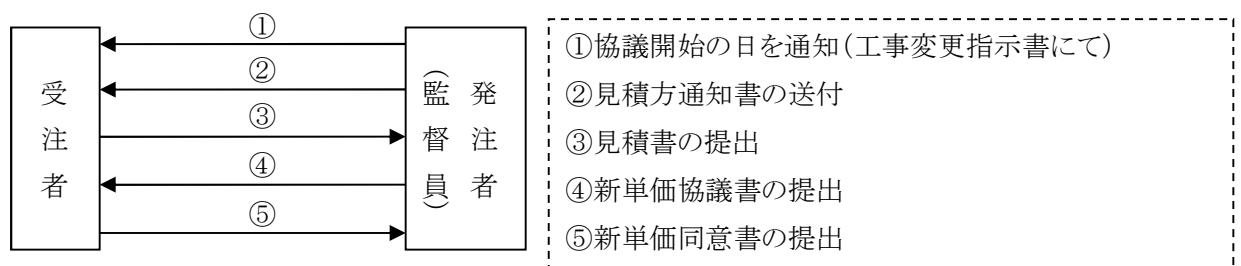 受注者
①
②
③
④
⑤
発注者
(監督員)
①協議開始の日を通知(工事変更指示書にて)
②見積方通知書の送付
③見積書の提出
④新単価協議書の提出
⑤新単価同意書の提出